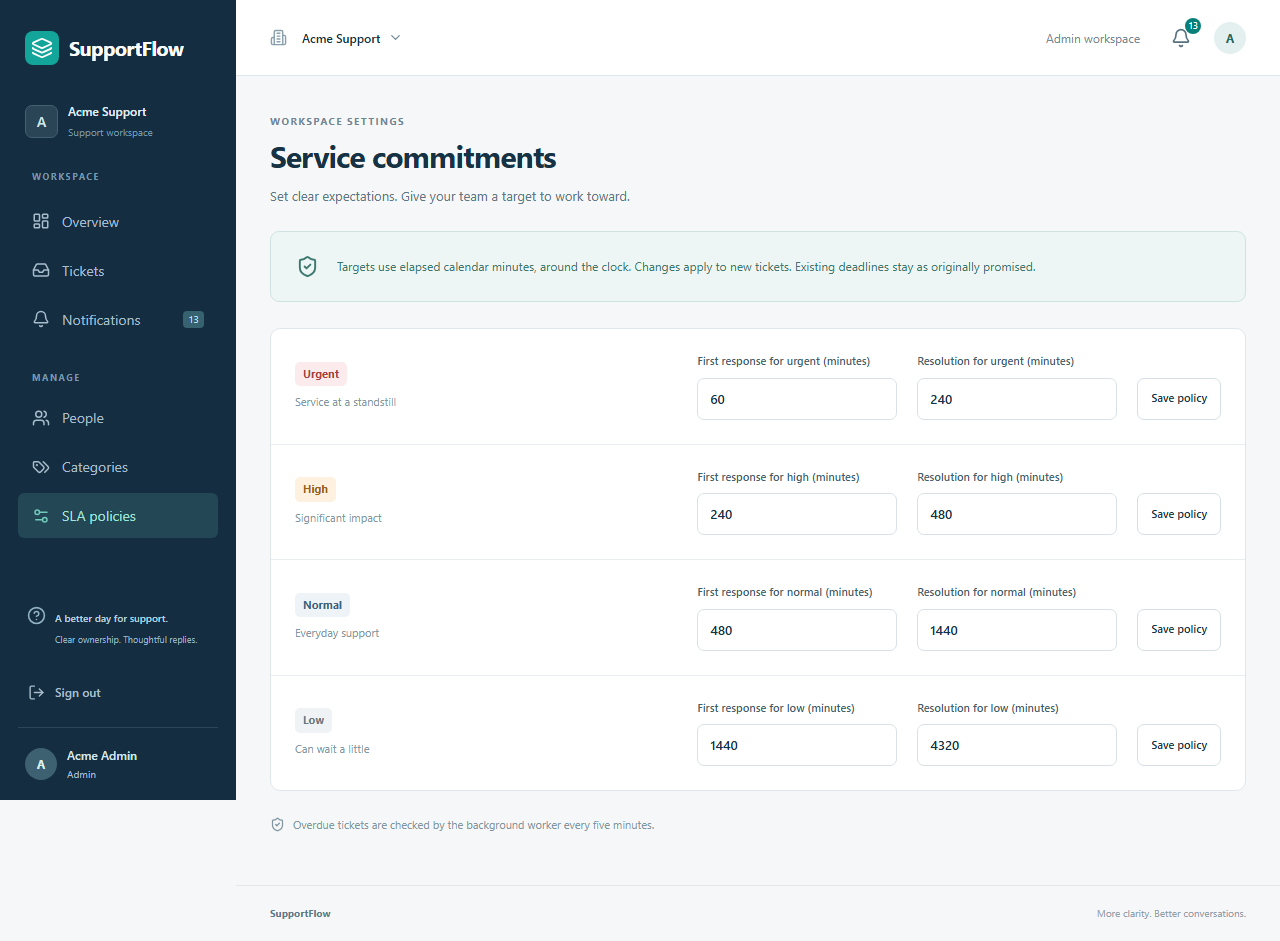 SupportFlow
Acme Support
13
Admin workspace
A
A
Acme Support
Support workspace
WORKSPACE
Overview
Tickets
Notifications
13
MANAGE
People
Categories
SLA policies
A better day for support.
Clear ownership. Thoughtful replies.
Sign out
A
Acme Admin
Admin
WORKSPACE SETTINGS
Service commitments
Set clear expectations. Give your team a target to work toward.
Targets use elapsed calendar minutes, around the clock. Changes apply to new tickets. Existing deadlines stay as originally promised.
Urgent
Service at a standstill
First response for urgent (minutes)
60
Resolution for urgent (minutes)
240
Save policy
High
Significant impact
First response for high (minutes)
240
Resolution for high (minutes)
480
Save policy
Normal
Everyday support
First response for normal (minutes)
480
Resolution for normal (minutes)
1440
Save policy
Low
Can wait a little
First response for low (minutes)
1440
Resolution for low (minutes)
4320
Save policy
Overdue tickets are checked by the background worker every five minutes.
SupportFlow
More clarity. Better conversations.